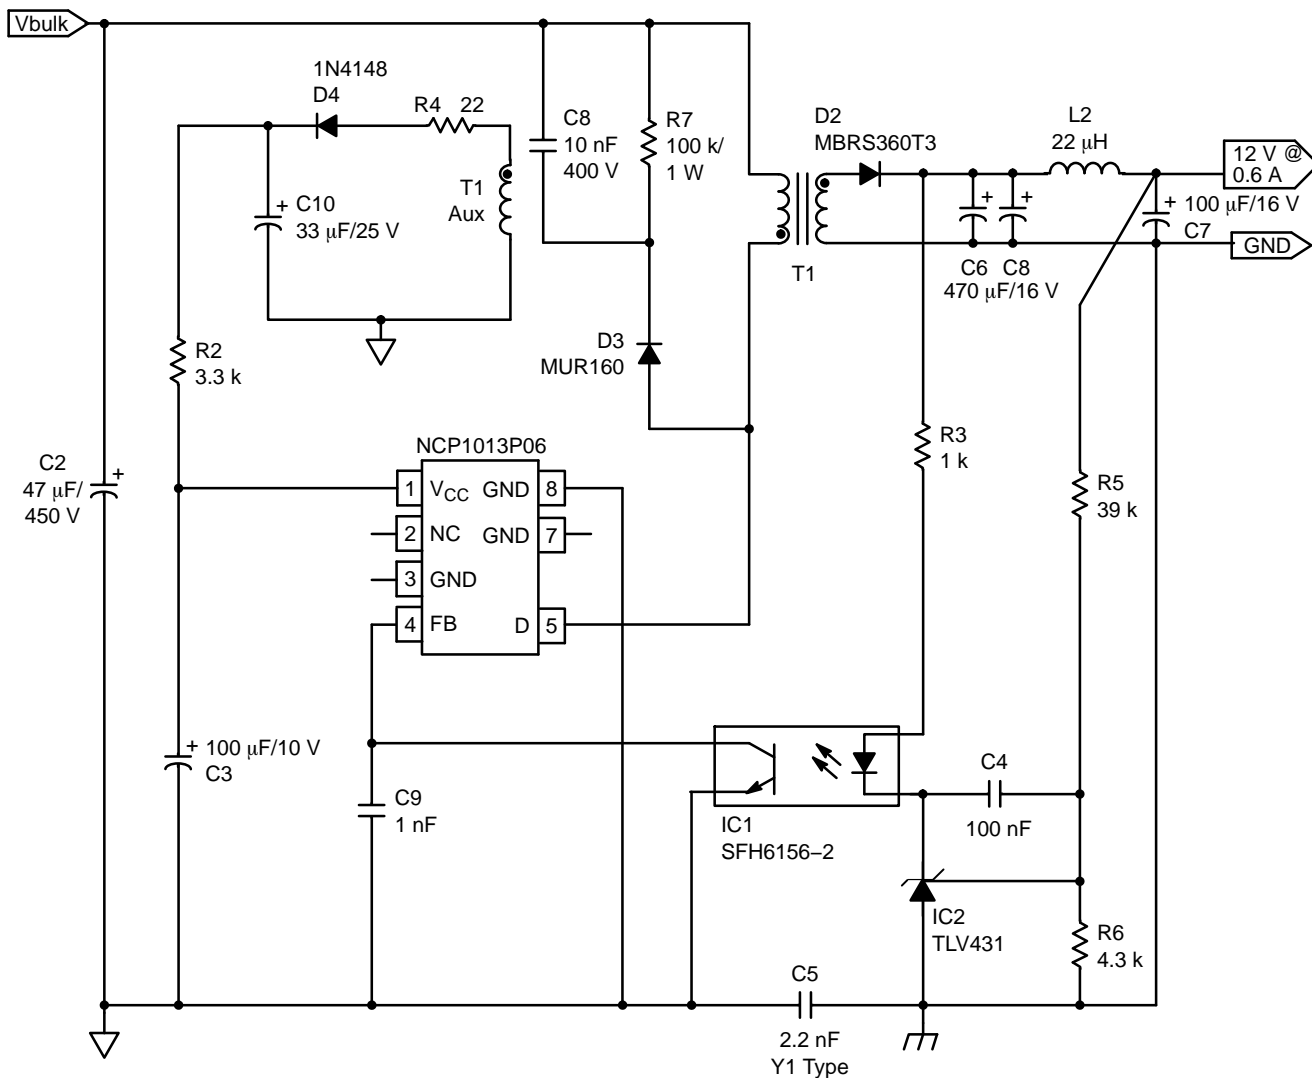 Vbulk
1N4148
D4
R4 22
C8
10 nF
400 V
R7
100 k/
1 W
D2
MBRS360T3
L2
22 μH
12 V @
0.6 A
T1
Aux
C10
33 μF/25 V
+
+
+
+
100 μF/16 V
C7
GND
T1
C6 C8
470 μF/16 V
R2
3.3 k
D3
MUR160
C2
47 μF/
450 V
+
NCP1013P06
1 VCC GND 8
2 NC GND 7
3 GND
4 FB D 5
R3
1 k
R5
39 k
+
100 μF/10 V
C3
C9
1 nF
IC1
SFH6156–2
C4
100 nF
IC2
TLV431
R6
4.3 k
C5
2.2 nF
Y1 Type